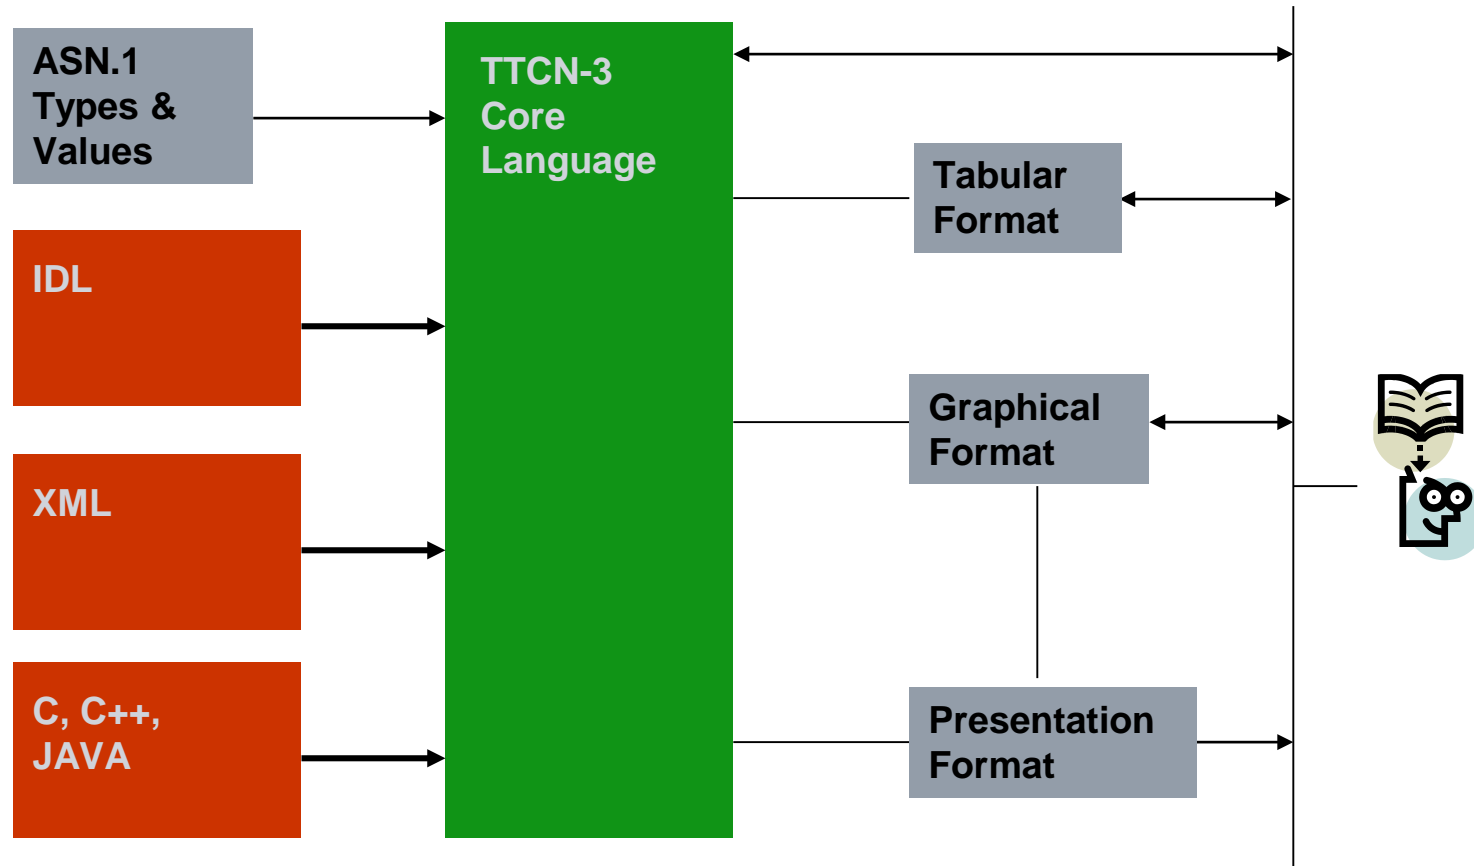 ASN.1
Types &
Values
TTCN-3
Core
Language
Tabular
Format
IDL
Graphical
Format
XML
C, C++,
JAVA
Presentation
Format